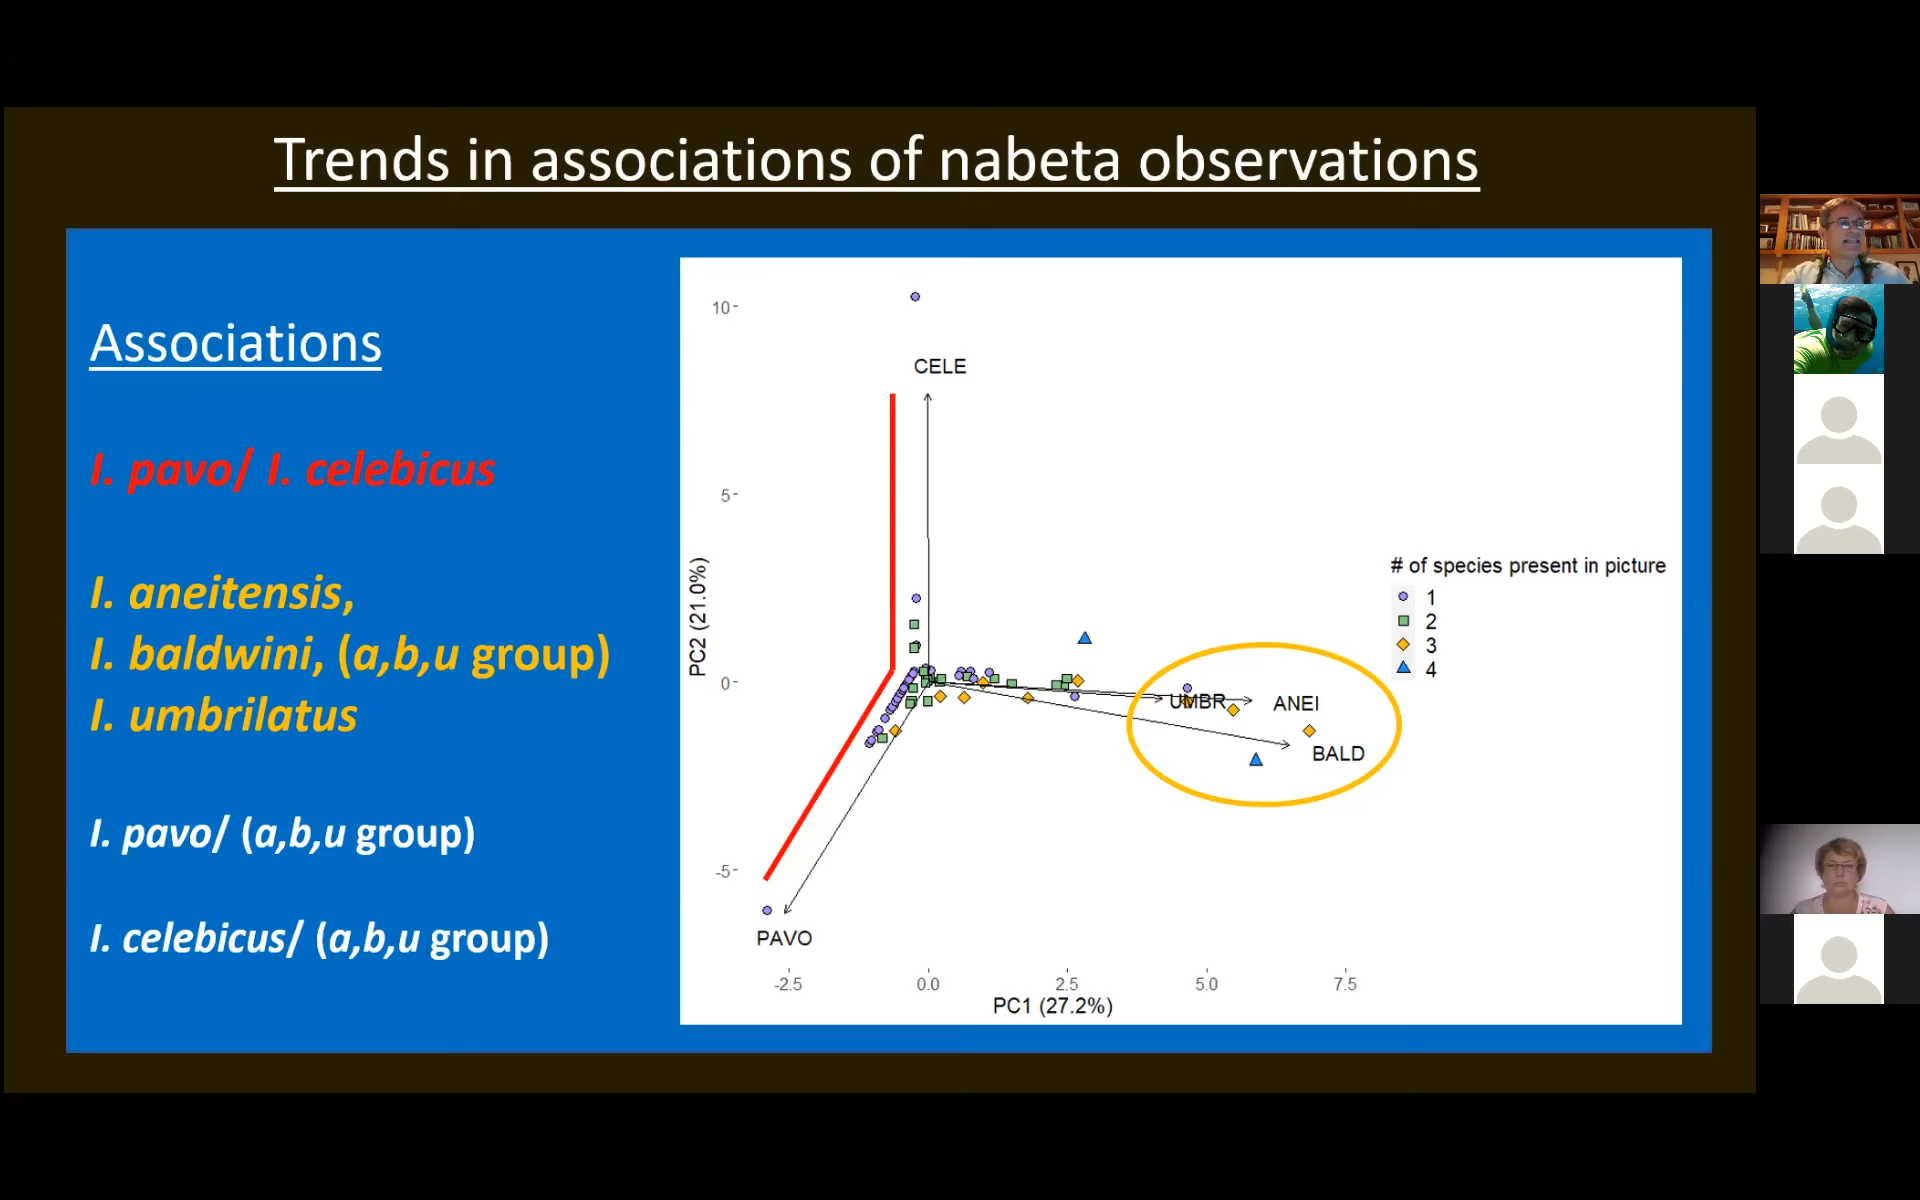 Trends in associations of nabeta observations
Associations
I. pavo/ I. celebicus
I. aneitensis,
I. baldwini, (a,b,u group)
I. umbrilatus
I. pavo/ (a,b,u group)
I. celebicus/ (a,b,u group)
10
5
0
-5
PC2 (21.0%)
CELE
UMBR
ANEI
BALD
PAVO
-2.5 0.0 2.5 5.0 7.5
PC1 (27.2%)
# of species present in picture
1
2
3
4